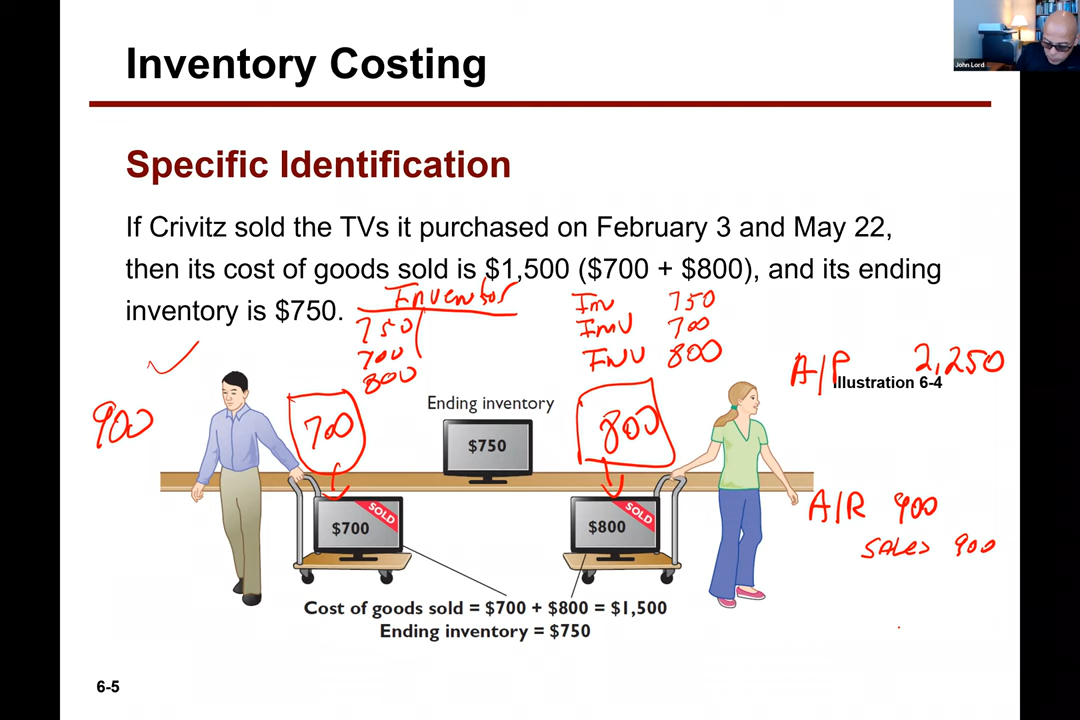 Inventory Costing
John Lord
Specific Identification
If Crivitz sold the TVs it purchased on February 3 and May 22,
then its cost of goods sold is $1,500 ($700 + $800), and its ending
inventory is $750.
Inventor
750
700
800
Inv 750
Inv 700
INV 800
A/P 2,250
Illustration 6-4
900
700
Ending inventory
$750
800
SOLD
$700
SOLD
$800
A/R 900
SALES 900
Cost of goods sold = $700 + $800 = $1,500
Ending inventory = $750
6-5